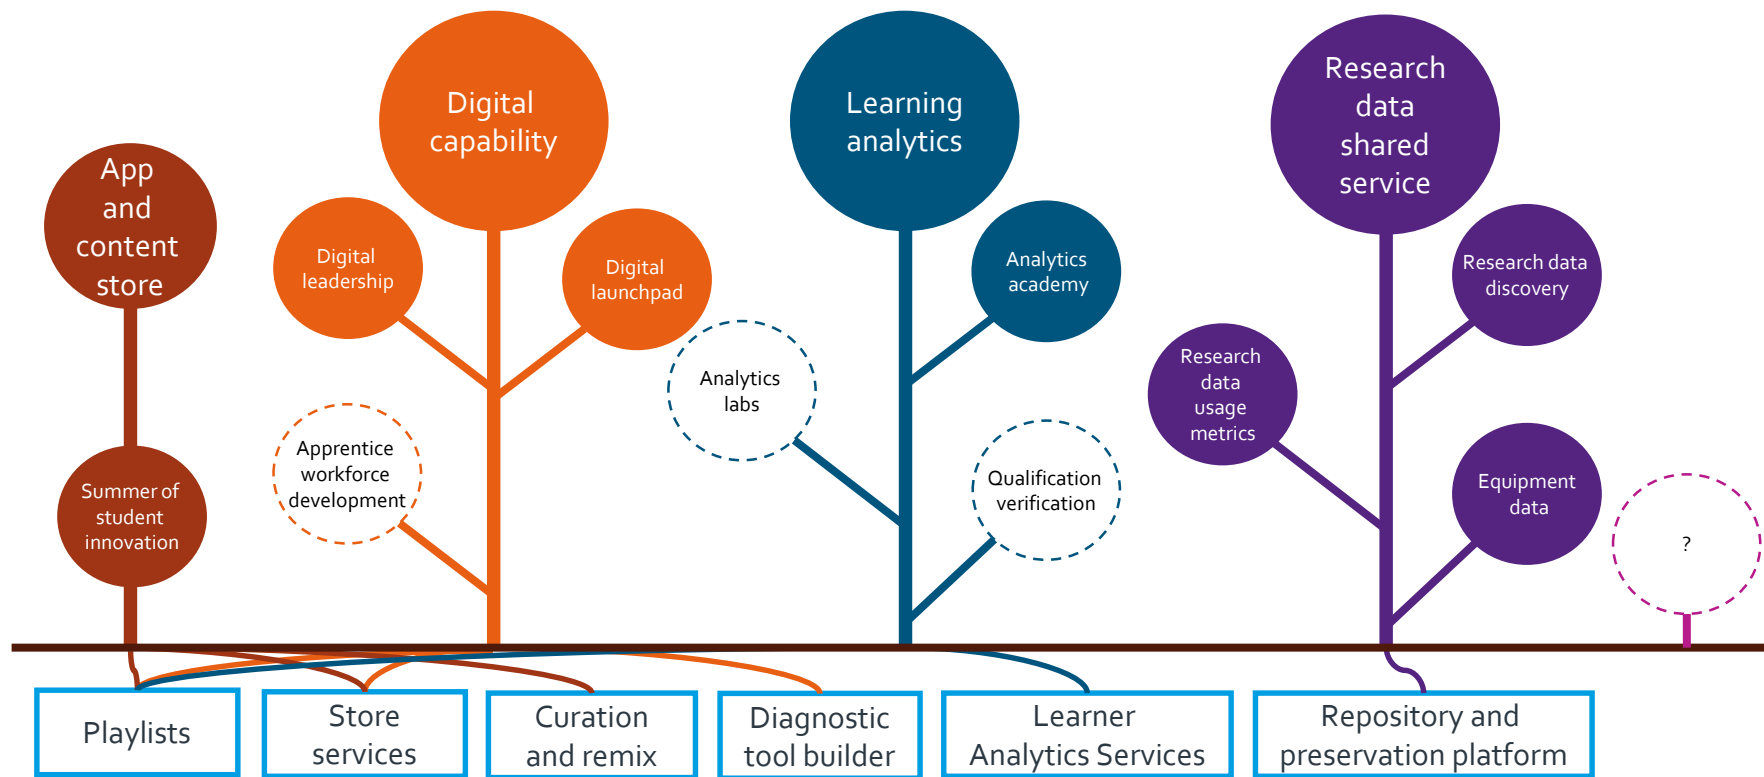 App
and
content
store
Summer of
student
innovation
Digital
capability
Digital
leadership
Digital
launchpad
Apprentice
workforce
development
Learning
analytics
Analytics
academy
Analytics
labs
Qualification
verification
Research
data
shared
service
Research data
discovery
Research
data
usage
metrics
Equipment
data
?
Playlists
Store
services
Curation
and remix
Diagnostic
tool builder
Learner
Analytics Services
Repository and
preservation platform